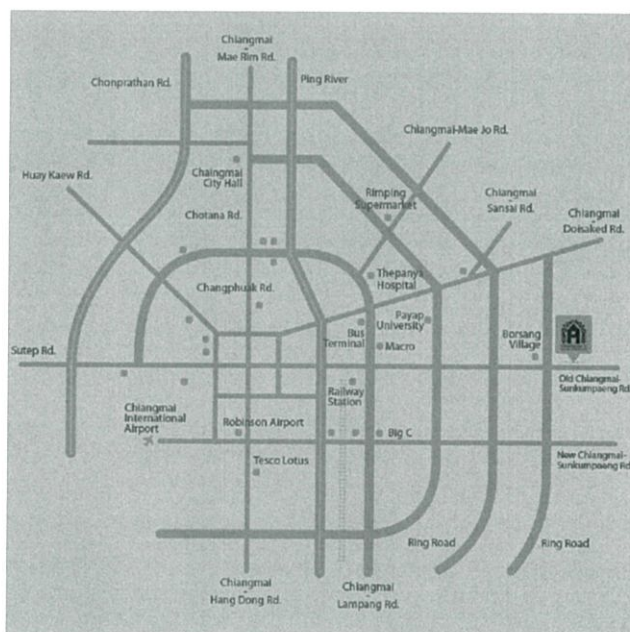 Chiangmai
-
Mae Rim Rd.
Chonprathan Rd.
Ping River
Chiangmai-Mae Jo Rd.
Huay Kaew Rd.
Chaingmai
City Hall
Rimping
Supermarket
Chiangmai
-
Sansai Rd.
Chotana Rd.
Chiangmai
-
Doisaked Rd.
Changphuak Rd.
Thepanya
Hospital
Payap
University
Bus
Terminal
Macro
Borsang
Village
Sutep Rd.
Old Chiangmai-
Sunkumpaeng Rd
Railway
Station
Chiangmai
International
Airport
Robinson Airport
Big C
New Chiangmai-
Sunkumpaeng Rd
Tesco Lotus
Ring Road
Ring Road
Chiangmai
-
Hang Dong Rd.
Chiangmai
-
Lampang Rd.